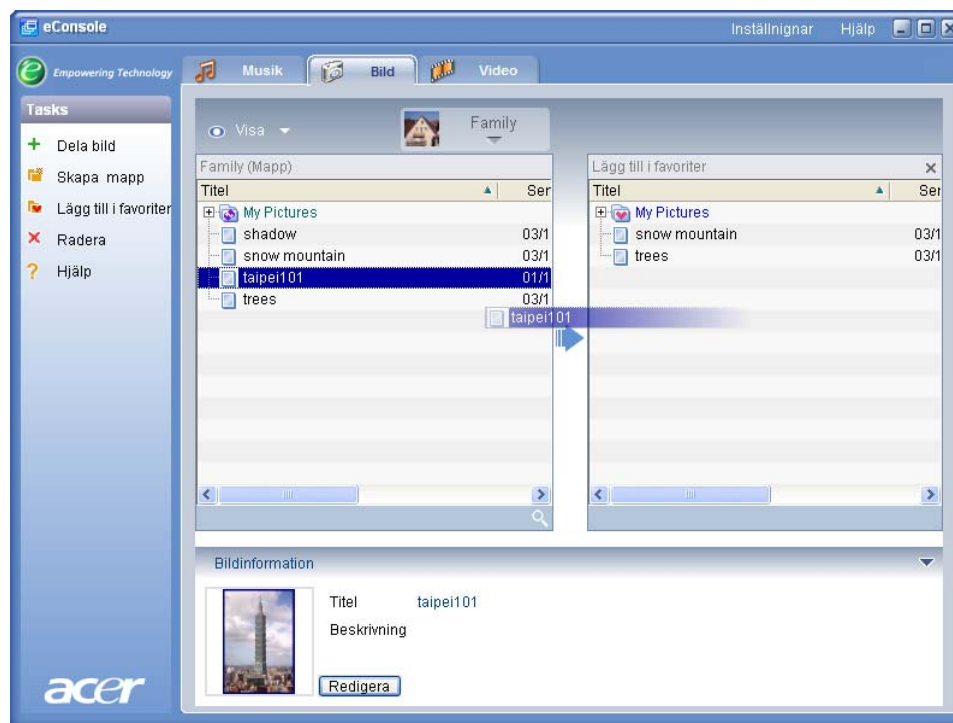 eConsole
Inställnignar Hjälp
Empowering Technology
Musik Bild Video
Tasks
Dela bild
Skapa mapp
Lägg till i favoriter
Radera
Hjälp
Visa
Family
Family (Mapp)
Titel Ser
My Pictures
shadow 03/1
snow mountain 03/1
taipei101 01/1
trees 03/1
taipei101
Lägg till i favoriter
Titel Ser
My Pictures
snow mountain 03/1
trees 03/1
Bildinformation
Titel taipei101
Beskrivning
Redigera
acer